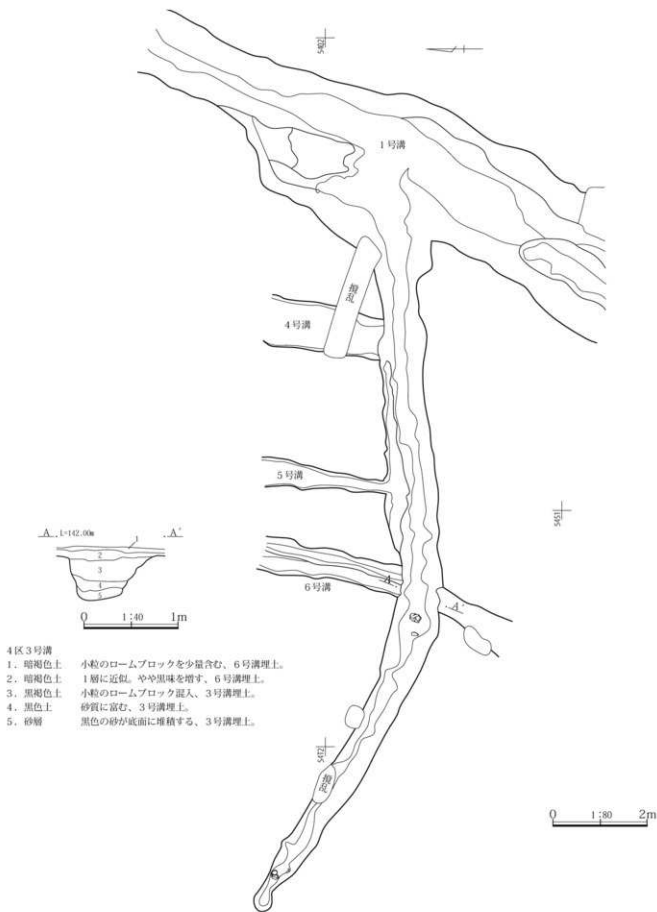 5402
1号溝
撹乱
4号溝
5号溝
5451
A L=142.00m A'
1
2
3
4
5
0 1:40 1m
6号溝
A
A'
4区3号溝
1. 暗褐色土 小粒のロームブロックを少量含む、6号溝埋土。
2. 暗褐色土 1層に近似。やや黒味を増す、6号溝埋土。
3. 黒褐色土 小粒のロームブロック混入、3号溝埋土。
4. 黒色土 砂質に富む、3号溝埋土。
5. 砂層 黒色の砂が底面に堆積する、3号溝埋土。
撹乱
0 1:80 2m